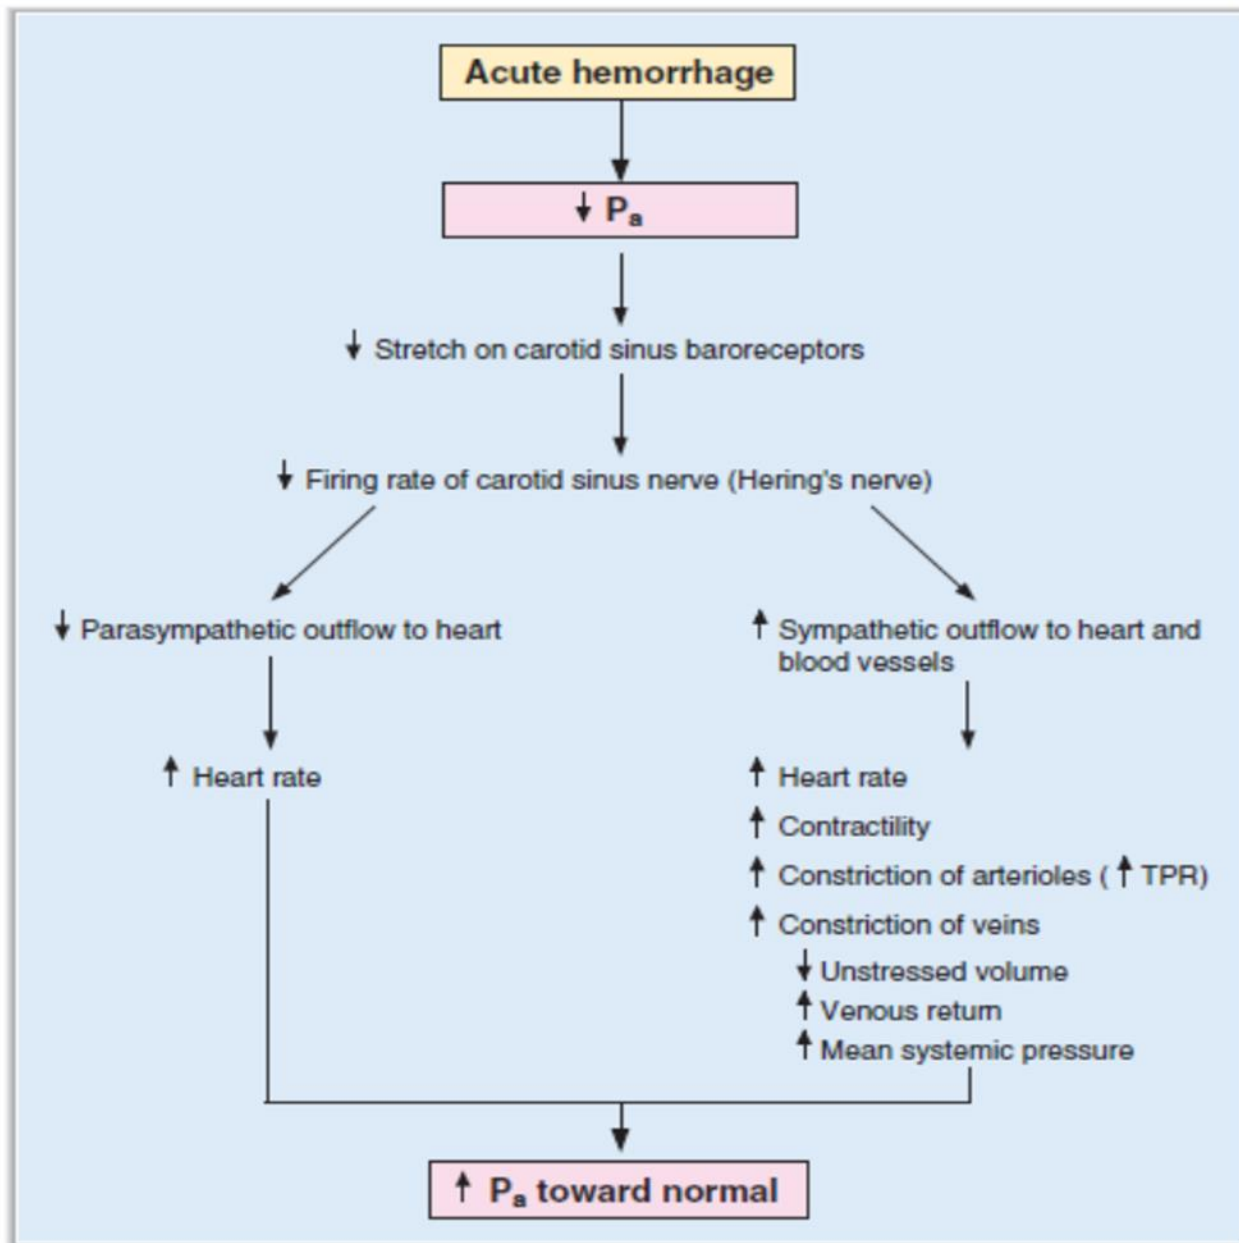 Acute hemorrhage
↓ Pa
↓ Stretch on carotid sinus baroreceptors
↓ Firing rate of carotid sinus nerve (Hering's nerve)
↓ Parasympathetic outflow to heart
↑ Sympathetic outflow to heart and
blood vessels
↑ Heart rate
↑ Heart rate
↑ Contractility
↑ Constriction of arterioles (↑ TPR)
↑ Constriction of veins
↓ Unstressed volume
↑ Venous return
↑ Mean systemic pressure
↑ Pa toward normal